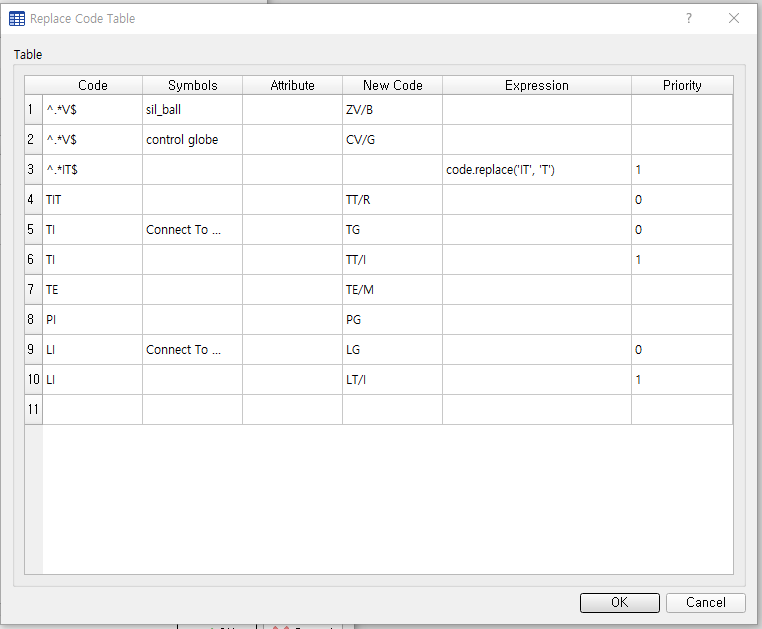 Replace Code Table ?
Table
Code Symbols Attribute New Code Expression Priority
1 ^.*V$ sil_ball ZV/B
2 ^.*V$ control globe CV/G
3 ^.*IT$ code.replace('IT', 'T') 1
4 TIT TT/R 0
5 TI Connect To ... TG 0
6 TI TT/I 1
7 TE TE/M
8 PI PG
9 LI Connect To ... LG 0
10 LI LT/I 1
11
OK Cancel